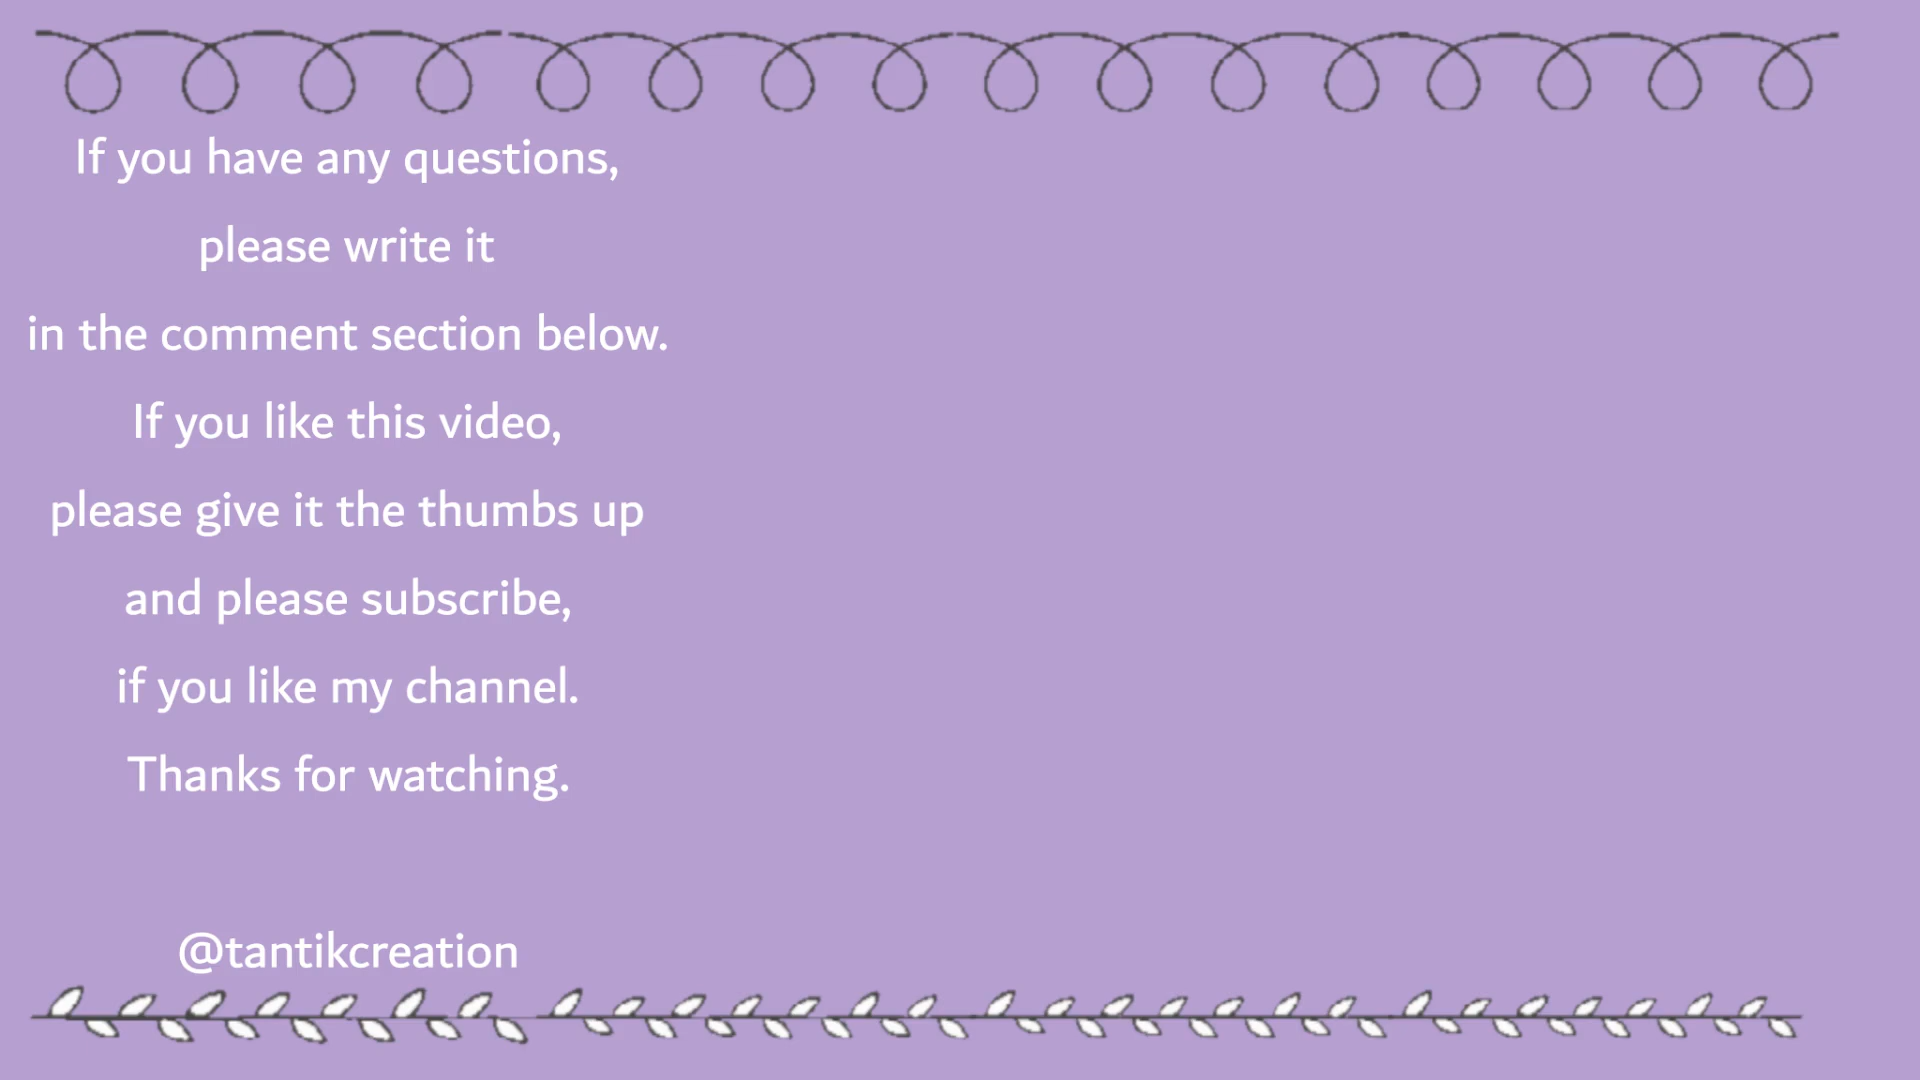 If you have any questions,
please write it
in the comment section below.
If you like this video,
please give it the thumbs up
and please subscribe,
if you like my channel.
Thanks for watching.
@tantikcreation